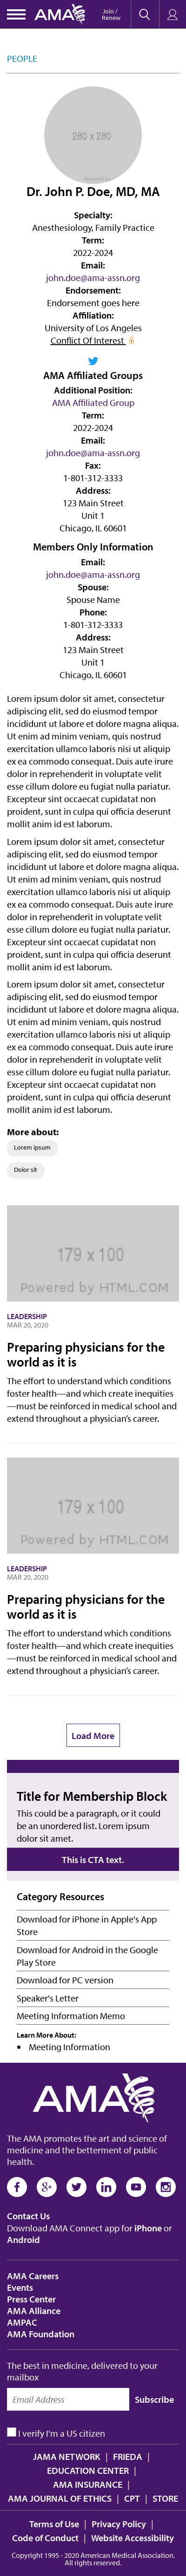 AMA
Join /
Renew
PEOPLE
280 x 280
Powered by
Dr. John P. Doe, MD, MA
Specialty:
Anesthesiology, Family Practice
Term:
2022-2024
Email:
john.doe@ama-assn.org
Endorsement:
Endorsement goes here
Affiliation:
University of Los Angeles
Conflict Of Interest
AMA Affiliated Groups
Additional Position:
AMA Affiliated Group
Term:
2022-2024
Email:
john.doe@ama-assn.org
Fax:
1-801-312-3333
Address:
123 Main Street
Unit 1
Chicago, IL 60601
Members Only Information
Email:
john.doe@ama-assn.org
Spouse:
Spouse Name
Phone:
1-801-312-3333
Address:
123 Main Street
Unit 1
Chicago, IL 60601
Lorem ipsum dolor sit amet, consectetur
adipiscing elit, sed do eiusmod tempor
incididunt ut labore et dolore magna aliqua.
Ut enim ad minim veniam, quis nostrud
exercitation ullamco laboris nisi ut aliquip
ex ea commodo consequat. Duis aute irure
dolor in reprehenderit in voluptate velit
esse cillum dolore eu fugiat nulla pariatur.
Excepteur sint occaecat cupidatat non
proident, sunt in culpa qui officia deserunt
mollit anim id est laborum.
Lorem ipsum dolor sit amet, consectetur
adipiscing elit, sed do eiusmod tempor
incididunt ut labore et dolore magna aliqua.
Ut enim ad minim veniam, quis nostrud
exercitation ullamco laboris nisi ut aliquip
ex ea commodo consequat. Duis aute irure
dolor in reprehenderit in voluptate velit
esse cillum dolore eu fugiat nulla pariatur.
Excepteur sint occaecat cupidatat non
proident, sunt in culpa qui officia deserunt
mollit anim id est laborum.
Lorem ipsum dolor sit amet, consectetur
adipiscing elit, sed do eiusmod tempor
incididunt ut labore et dolore magna aliqua.
Ut enim ad minim veniam, quis nostrud
exercitation ullamco laboris nisi ut aliquip
ex ea commodo consequat. Duis aute irure
dolor in reprehenderit in voluptate velit
esse cillum dolore eu fugiat nulla pariatur.
Excepteur sint occaecat cupidatat non
proident, sunt in culpa qui officia deserunt
mollit anim id est laborum.
More about:
Lorem ipsum
Dolor sit
179 x 100
Powered by HTML.COM
LEADERSHIP
MAR 20, 2020
Preparing physicians for the
world as it is
The effort to understand which conditions
foster health—and which create inequities
—must be reinforced in medical school and
extend throughout a physician's career.
179 x 100
Powered by HTML.COM
LEADERSHIP
MAR 20, 2020
Preparing physicians for the
world as it is
The effort to understand which conditions
foster health—and which create inequities
—must be reinforced in medical school and
extend throughout a physician's career.
Load More
Title for Membership Block
This could be a paragraph, or it could
be an unordered list. Lorem ipsum
dolor sit amet.
This is CTA text.
Category Resources
Download for iPhone in Apple's App
Store
Download for Android in the Google
Play Store
Download for PC version
Speaker's Letter
Meeting Information Memo
Learn More About:
• Meeting Information
AMA
The AMA promotes the art and science of
medicine and the betterment of public
health.
Contact Us
Download AMA Connect app for iPhone or
Android
AMA Careers
Events
Press Center
AMA Alliance
AMPAC
AMA Foundation
The best in medicine, delivered to your
mailbox
Email Address
Subscribe
I verify I'm a US citizen
JAMA NETWORK | FRIEDA |
EDUCATION CENTER |
AMA INSURANCE |
AMA JOURNAL OF ETHICS | CPT | STORE
Terms of Use | Privacy Policy |
Code of Conduct | Website Accessibility
Copyright 1995 - 2020 American Medical Association.
All rights reserved.